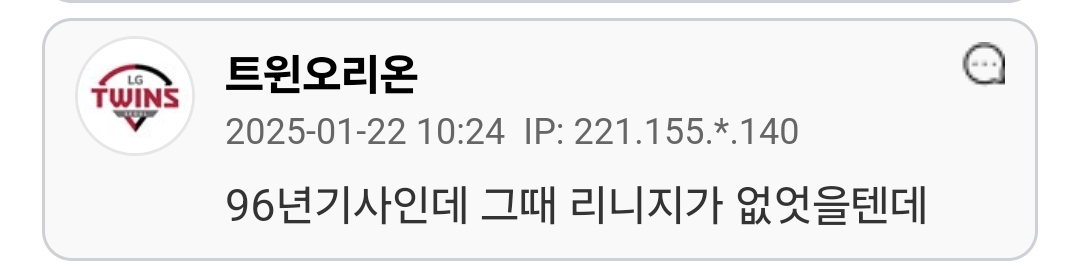 LG
TWINS
SEOUL
트윈오리온
2025-01-22 10:24 IP: 221.155.*.140
96년기사인데 그때 리니지가 없엇을텐데